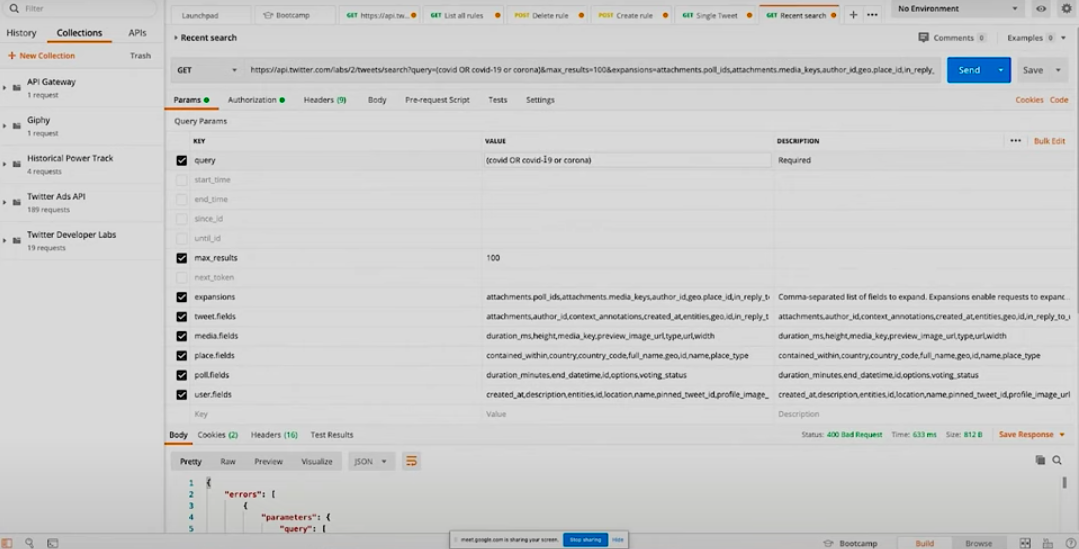 Filter
Launchpad
Bootcamp
GET https://api.tw...
GET List all rules
POST Delete rule
POST Create rule
GET Single Tweet
GET Recent search
No Environment
History Collections APIs
Recent search
Comments 0 Examples 0
+ New Collection Trash
GET https://api.twitter.com/labs/2/tweets/search?query=(covid OR covid-19 or corona)&max_results=100&expansions=attachments.poll_ids,attachments.media_keys,author_id,geo.place_id,in_reply_ Send Save
API Gateway
1 request
Params Authorization Headers (9) Body Pre-request Script Tests Settings Cookies Code
Giphy
1 request
Query Params
KEY VALUE DESCRIPTION ... Bulk Edit
Historical Power Track
4 requests
query (covid OR covid-19 or corona) Required
start_time
Twitter Ads API
189 requests
end_time
since_id
Twitter Developer Labs
19 requests
until_id
max_results 100
next_token
expansions attachments.poll_ids,attachments.media_keys,author_id,geo.place_id,in_reply_t Comma-separated list of fields to expand. Expansions enable requests to expand...
tweet.fields attachments,author_id,context_annotations,created_at,entities,geo,id,in_reply_t attachments,author_id,context_annotations,created_at,entities,geo,id,in_reply_to_
media.fields duration_ms,height,media_key,preview_image_url,type,url,width duration_ms,height,media_key,preview_image_url,type,url,width
place.fields contained_within,country,country_code,full_name,geo,id,name,place_type contained_within,country,country_code,full_name,geo,id,name,place_type
poll.fields duration_minutes,end_datetime,id,options,voting_status duration_minutes,end_datetime,id,options,voting_status
user.fields created_at,description,entities,id,location,name,pinned_tweet_id,profile_image_ created_at,description,entities,id,location,name,pinned_tweet_id,profile_image_url
Key Value Description
Body Cookies (2) Headers (16) Test Results Status: 400 Bad Request Time: 633 ms Size: 812 B Save Response
Pretty Raw Preview Visualize JSON
1 {
2 "errors": [
3 {
4 "parameters": {
5 "query": [
meet.google.com is sharing your screen. Stop sharing Hide
Bootcamp Build Browse